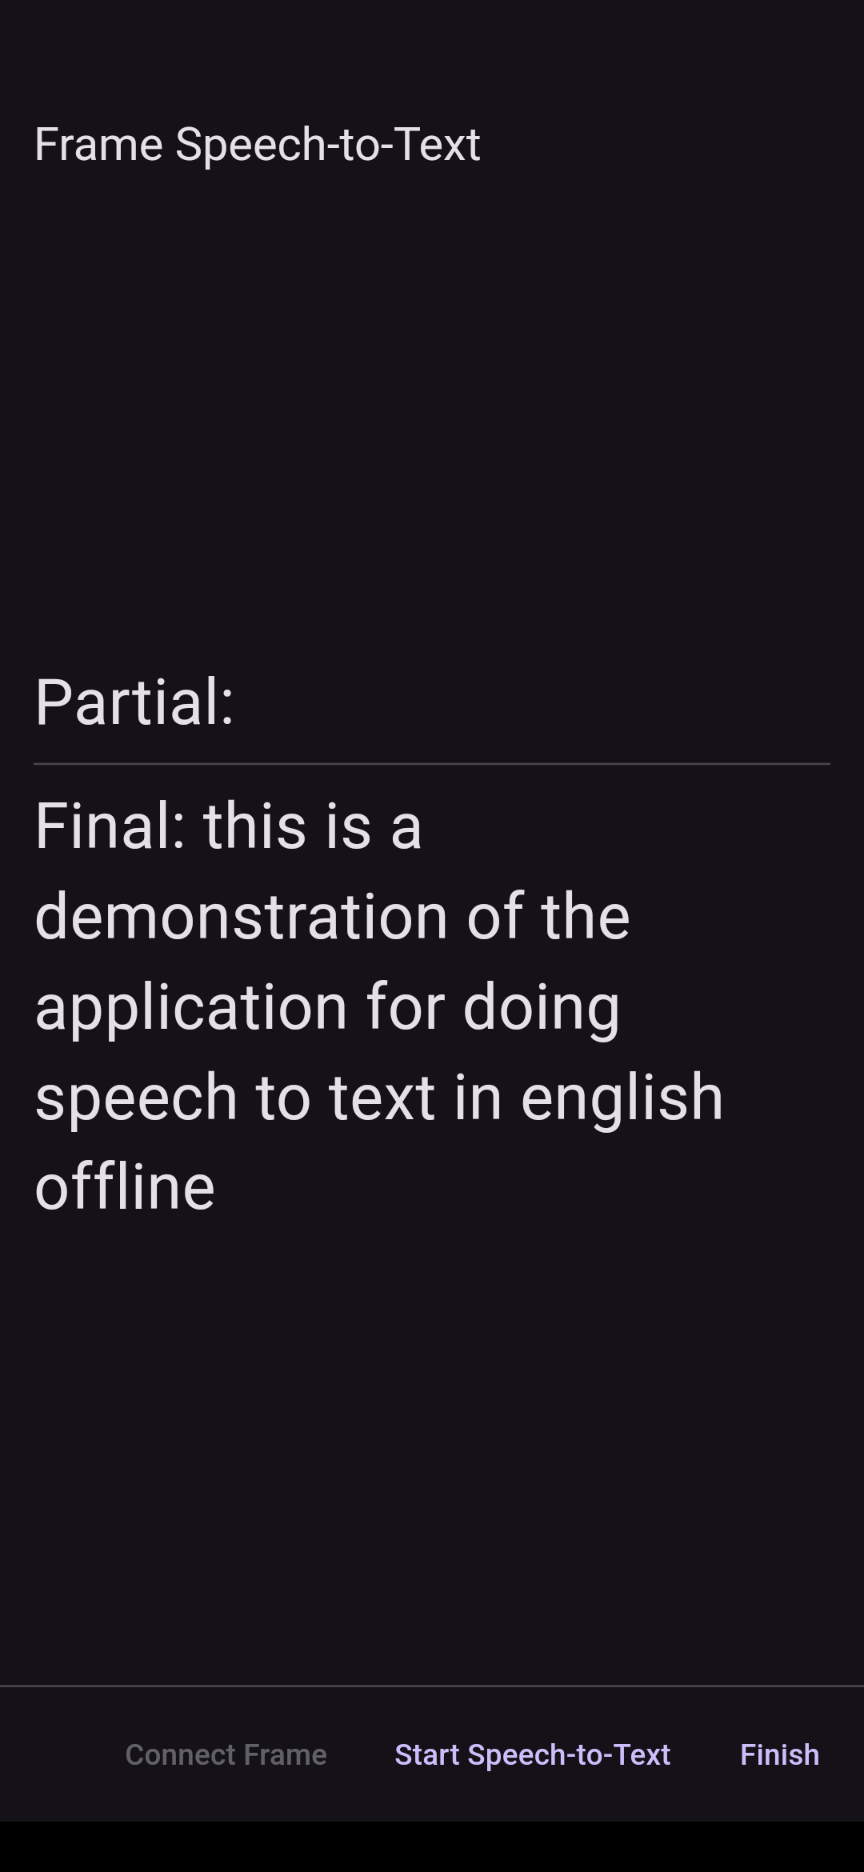 Frame Speech-to-Text
Partial:
Final: this is a
demonstration of the
application for doing
speech to text in english
offline
Connect Frame Start Speech-to-Text Finish